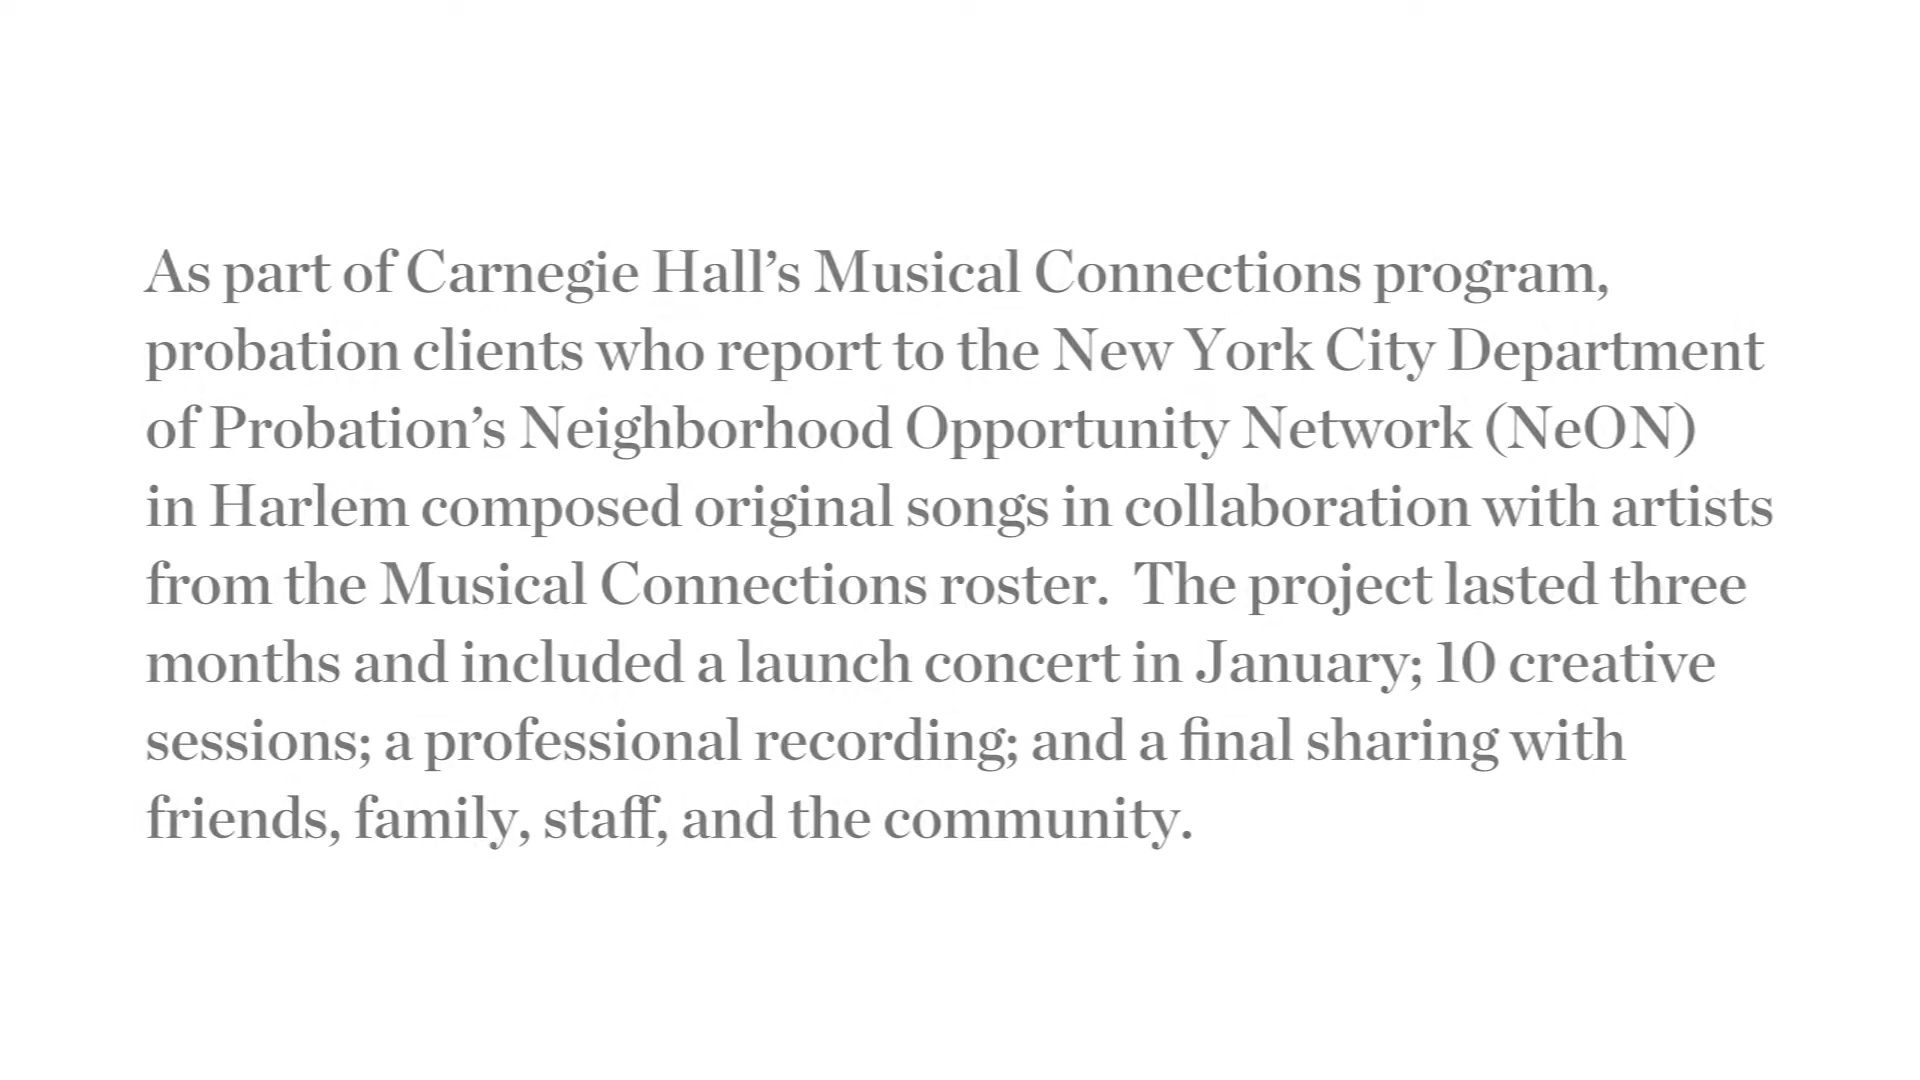 As part of Carnegie Hall’s Musical Connections program,
probation clients who report to the New York City Department
of Probation’s Neighborhood Opportunity Network (NeON)
in Harlem composed original songs in collaboration with artists
from the Musical Connections roster.  The project lasted three
months and included a launch concert in January; 10 creative
sessions; a professional recording; and a final sharing with
friends, family, staff, and the community.